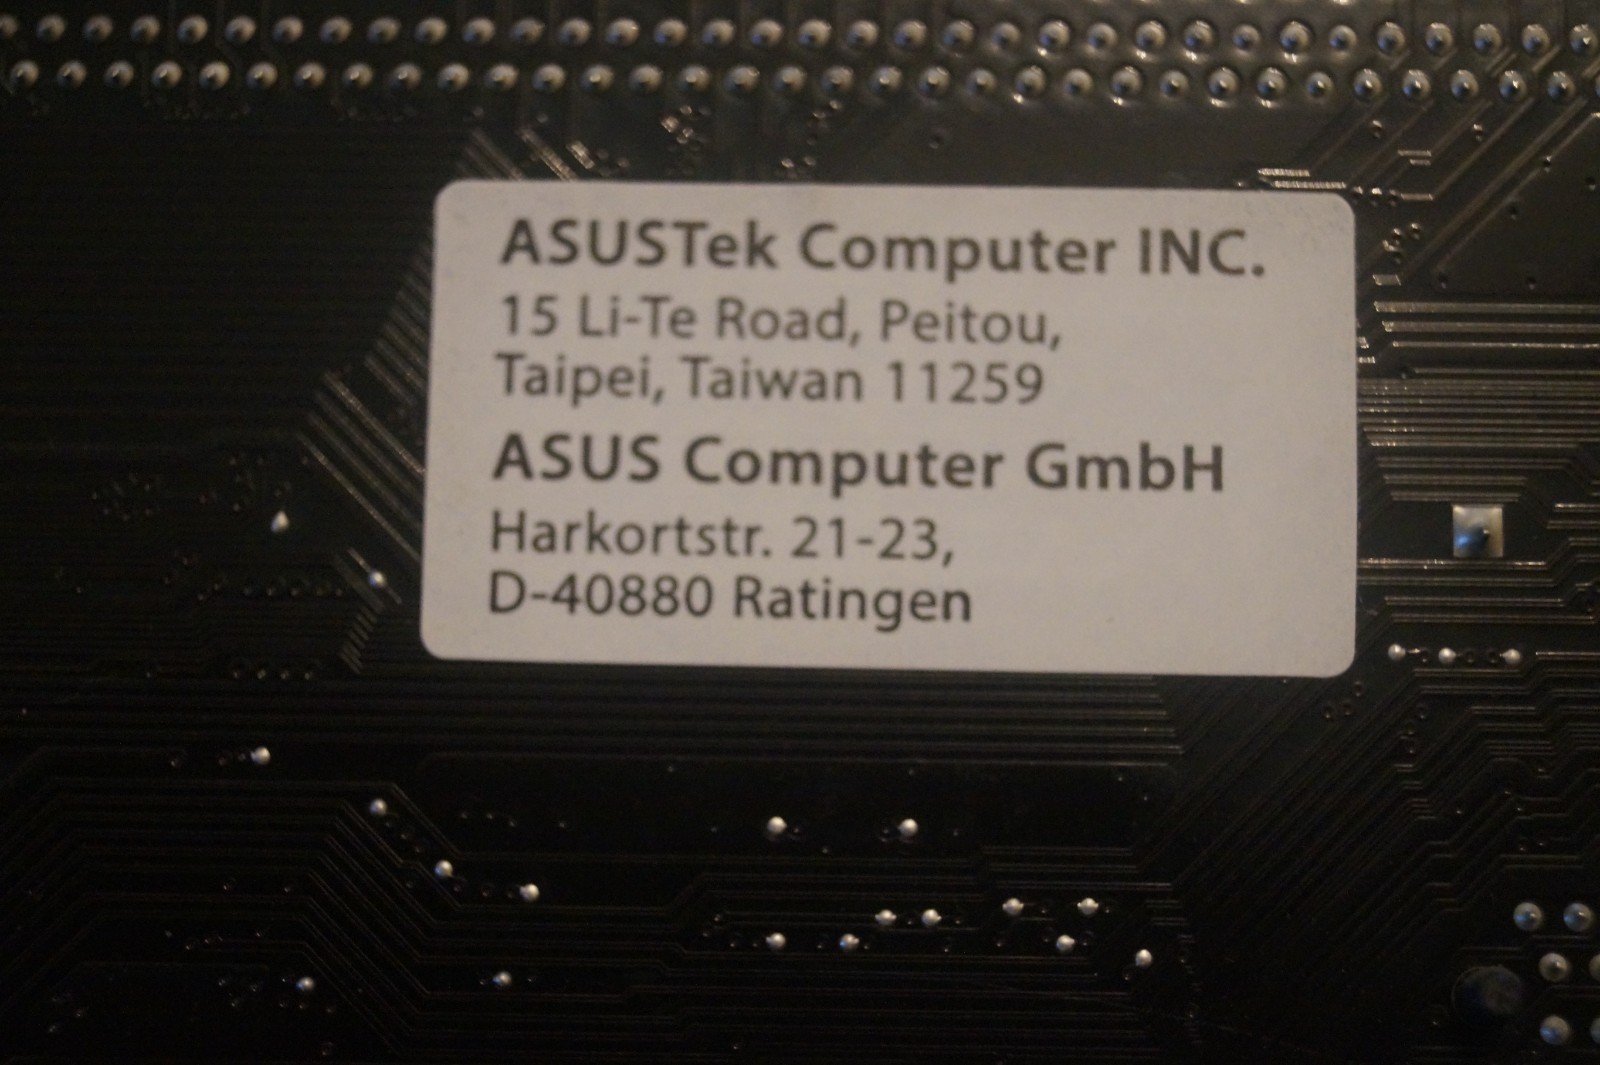 ASUSTek Computer INC.
15 Li-Te Road, Peitou,
Taipei, Taiwan 11259
ASUS Computer GmbH
Harkortstr. 21-23,
D-40880 Ratingen